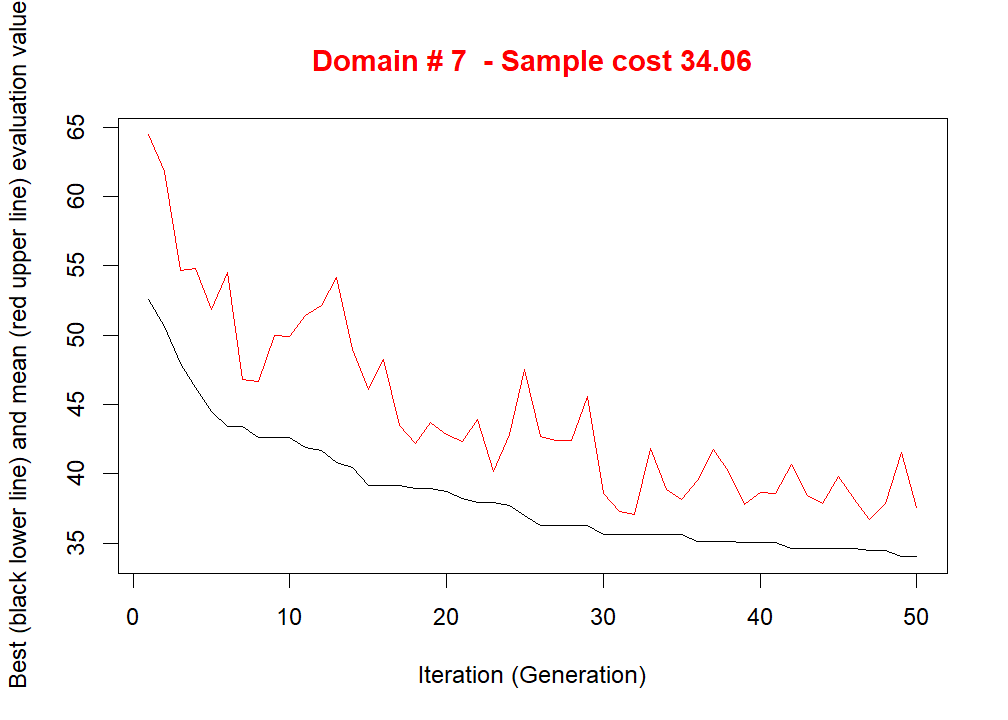 Domain # 7  - Sample cost 34.06
Best (black lower line) and mean (red upper line) evaluation value
65
60
55
50
45
40
35
0 10 20 30 40 50
Iteration (Generation)